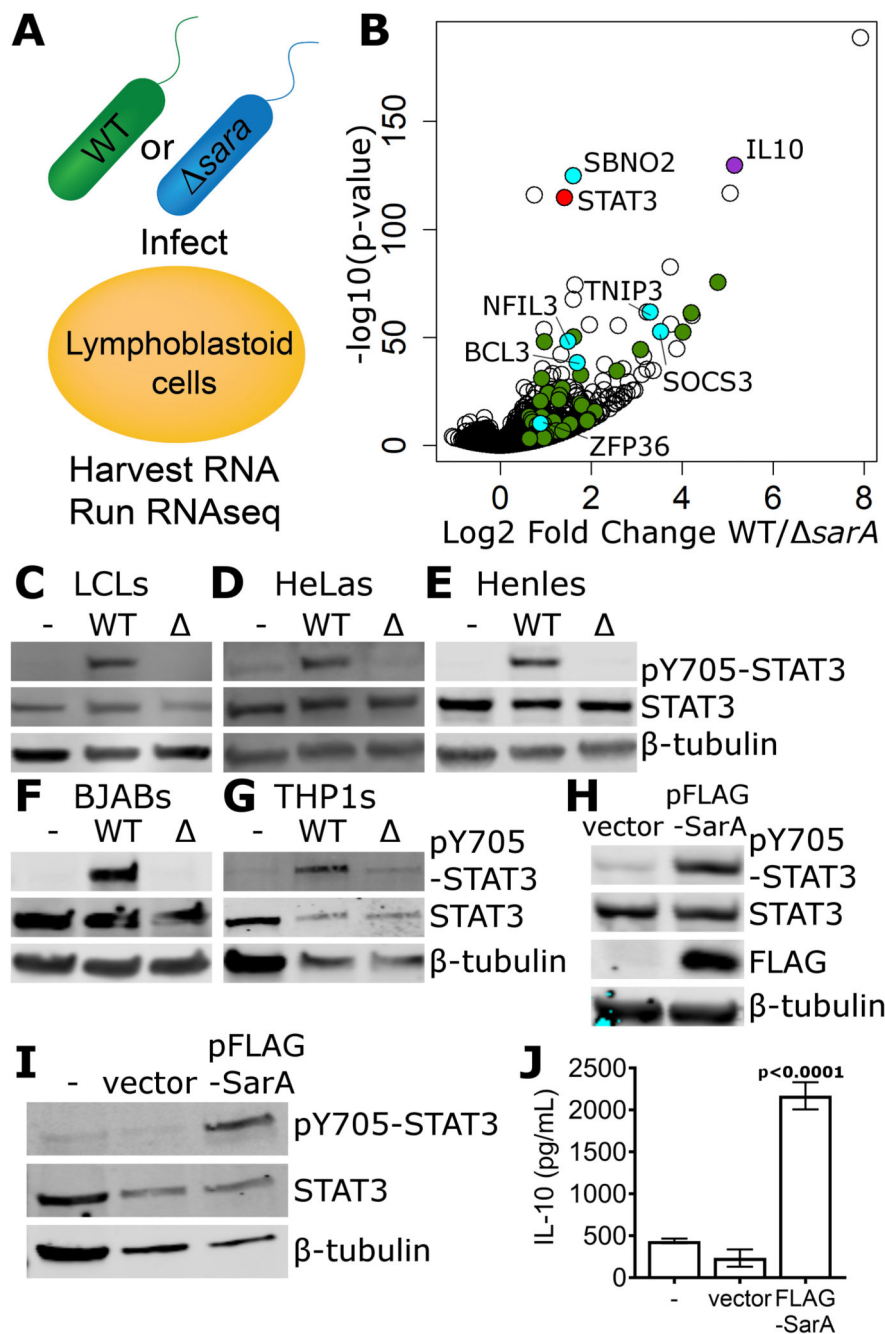 A
WT
or
Δsara
Infect
Lymphoblastoid
cells
Harvest RNA
Run RNAseq
B
-log10(p-value)
150
100
50
0
SBNO2
IL10
STAT3
TNIP3
NFIL3
BCL3
SOCS3
ZFP36
0 2 4 6 8
Log2 Fold Change WT/ΔsarA
C LCLs
- WT Δ
D HeLas
- WT Δ
E Henles
- WT Δ
pY705-STAT3
STAT3
β-tubulin
F BJABs
- WT Δ
G THP1s
- WT Δ
pY705
-STAT3
STAT3
β-tubulin
H
pFLAG
vector -SarA
pY705
-STAT3
STAT3
FLAG
β-tubulin
I
pFLAG
- vector -SarA
pY705-STAT3
STAT3
β-tubulin
J
IL-10 (pg/mL)
2500
2000
1500
1000
500
0
p<0.0001
- vector FLAG
-SarA